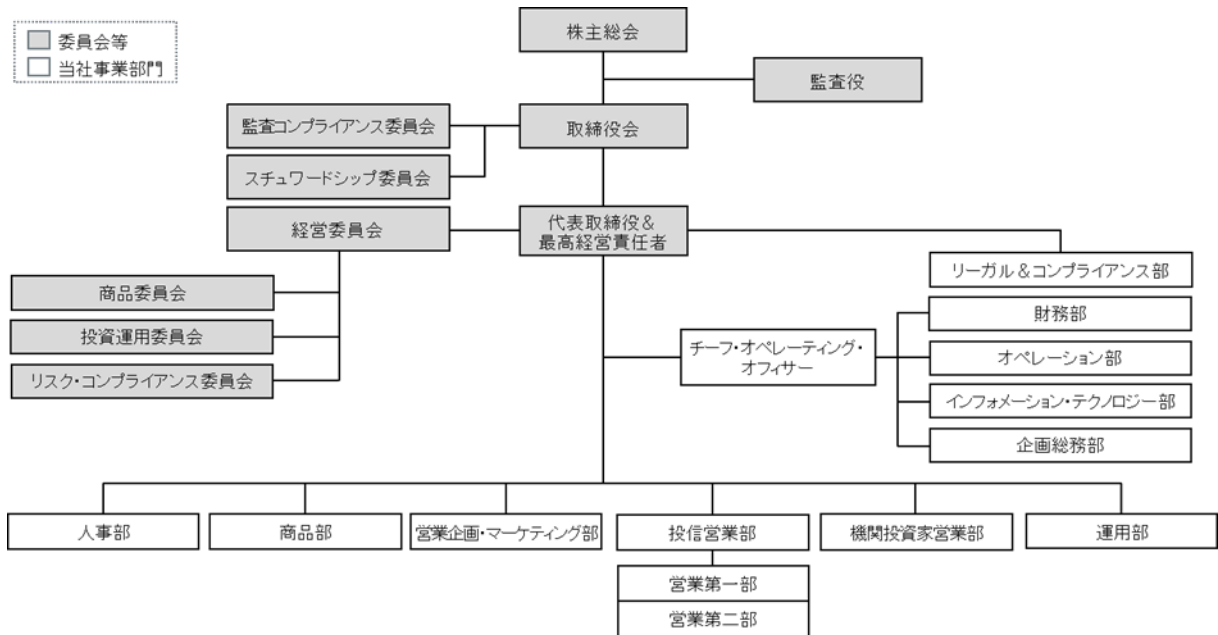 委員会等
当社事業部門
株主総会
監査役
監査コンプライアンス委員会
取締役会
スチュワードシップ委員会
経営委員会
代表取締役&
最高経営責任者
リーガル&コンプライアンス部
商品委員会
財務部
投資運用委員会
チーフ・オペレーティング・
オフィサー
オペレーション部
リスク・コンプライアンス委員会
インフォメーション・テクノロジー部
企画総務部
人事部
商品部
営業企画・マーケティング部
投信営業部
機関投資家営業部
運用部
営業第一部
営業第二部